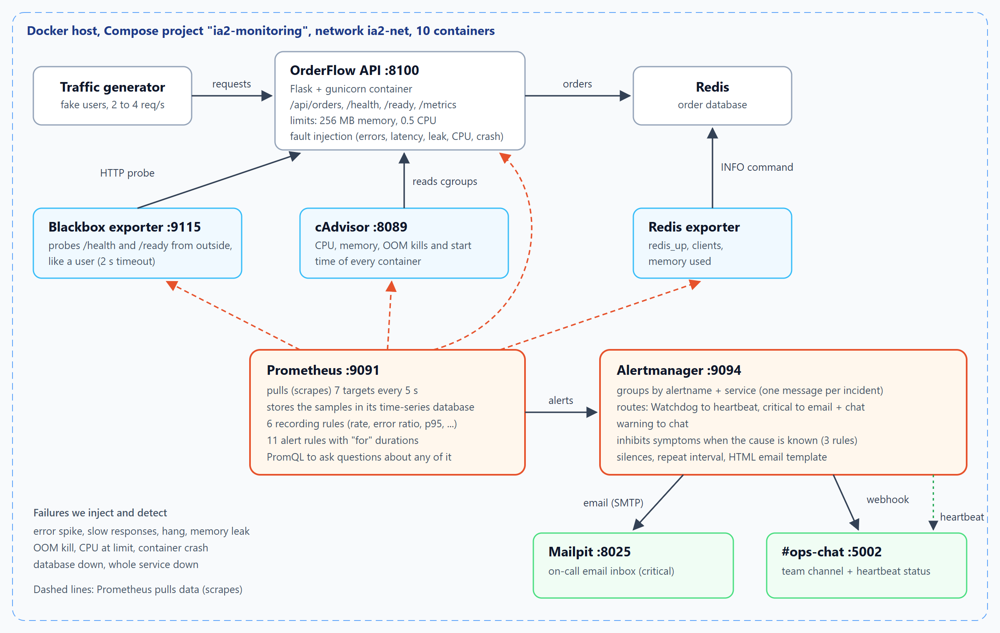 Docker host, Compose project "ia2-monitoring", network ia2-net, 10 containers
Traffic generator
fake users, 2 to 4 req/s
requests
OrderFlow API :8100
Flask + gunicorn container
/api/orders, /health, /ready, /metrics
limits: 256 MB memory, 0.5 CPU
fault injection (errors, latency, leak, CPU, crash)
orders
Redis
order database
HTTP probe
reads cgroups
INFO command
Blackbox exporter :9115
probes /health and /ready from outside,
like a user (2 s timeout)
cAdvisor :8089
CPU, memory, OOM kills and start
time of every container
Redis exporter
redis_up, clients,
memory used
Prometheus :9091
pulls (scrapes) 7 targets every 5 s
stores the samples in its time-series database
6 recording rules (rate, error ratio, p95, ...)
11 alert rules with "for" durations
PromQL to ask questions about any of it
alerts
Alertmanager :9094
groups by alertname + service (one message per incident)
routes: Watchdog to heartbeat, critical to email + chat
warning to chat
inhibits symptoms when the cause is known (3 rules)
silences, repeat interval, HTML email template
email (SMTP)
webhook
heartbeat
Failures we inject and detect
error spike, slow responses, hang, memory leak
OOM kill, CPU at limit, container crash
database down, whole service down
Dashed lines: Prometheus pulls data (scrapes)
Mailpit :8025
on-call email inbox (critical)
#ops-chat :5002
team channel + heartbeat status